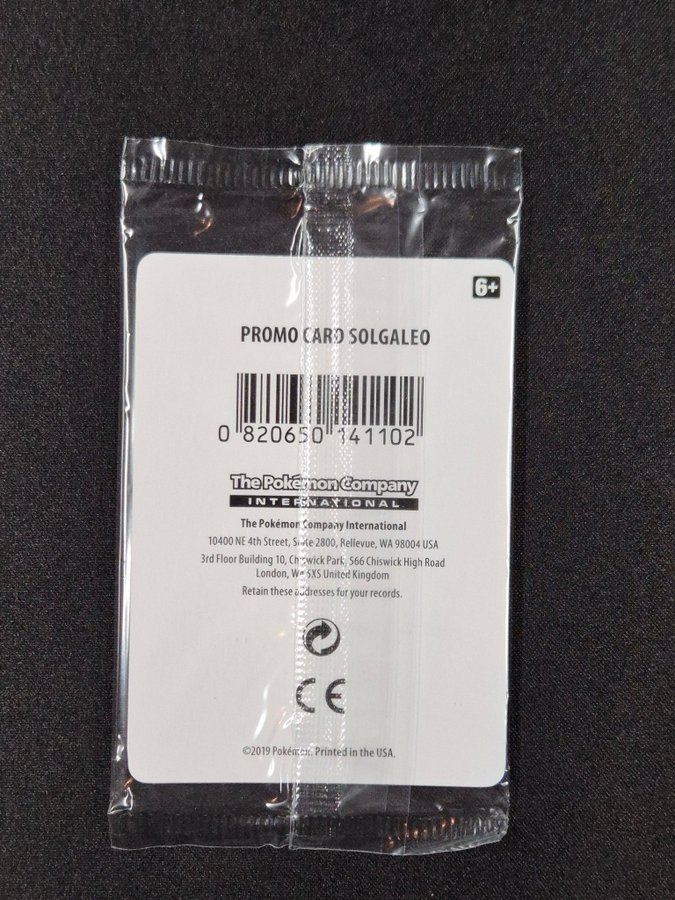 6+
PROMO CARD SOLGALEO
0 820650 141102
The Pokémon Company
INTERNATIONAL
The Pokémon Company International
10400 NE 4th Street, Suite 2800, Bellevue, WA 98004 USA
3rd Floor Building 10, Chiswick Park, 566 Chiswick High Road
London, W4 5XS United Kingdom
Retain these addresses for your records.
CE
©2019 Pokémon. Printed in the USA.